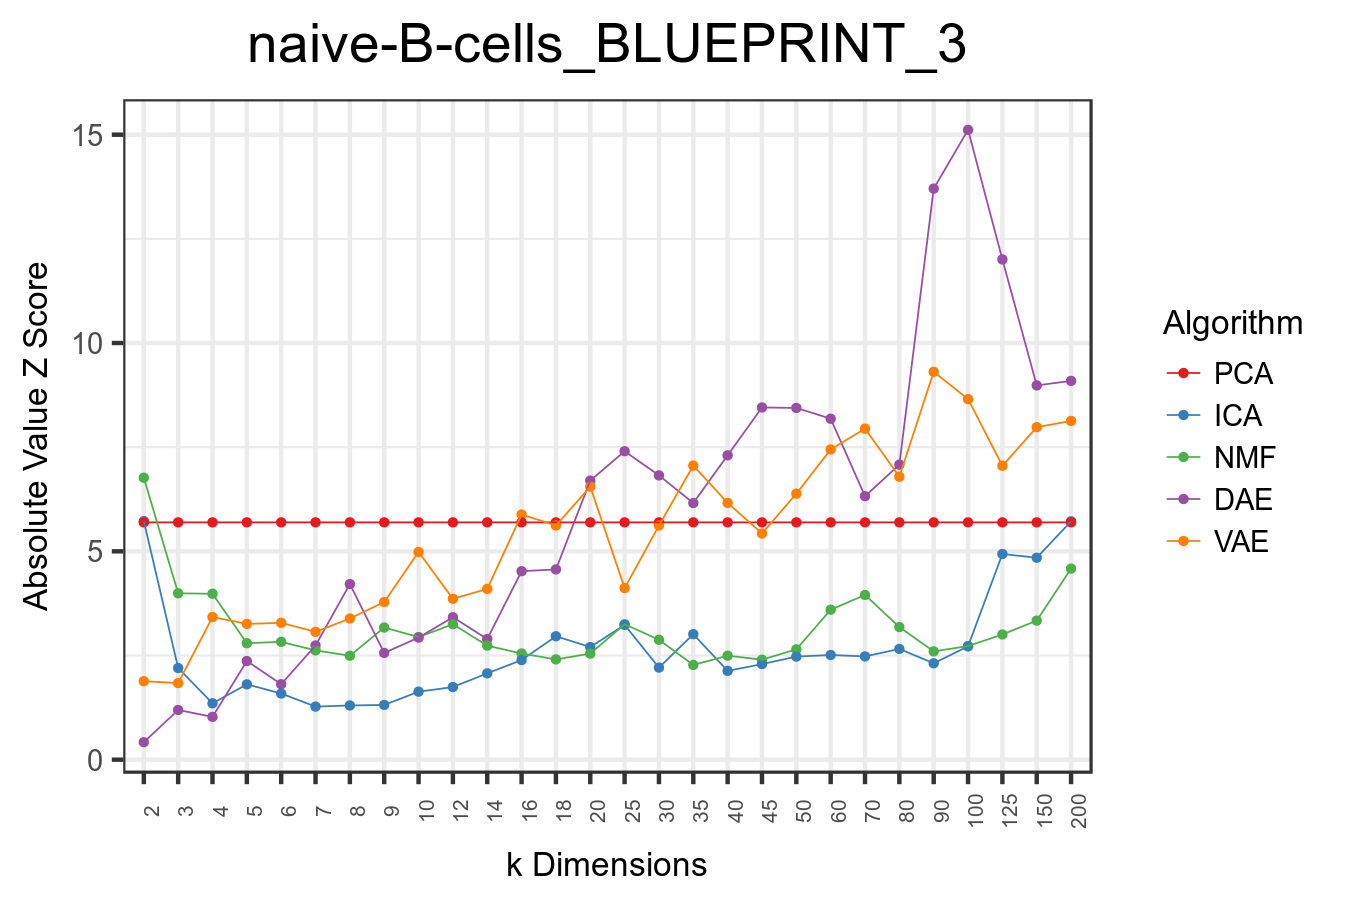 naive-B-cells_BLUEPRINT_3
Absolute Value Z Score
15
10
5
0
2 3 4 5 6 7 8 9 10 12 14 16 18 20 25 30 35 40 45 50 60 70 80 90 100 125 150 200
k Dimensions
Algorithm
PCA
ICA
NMF
DAE
VAE